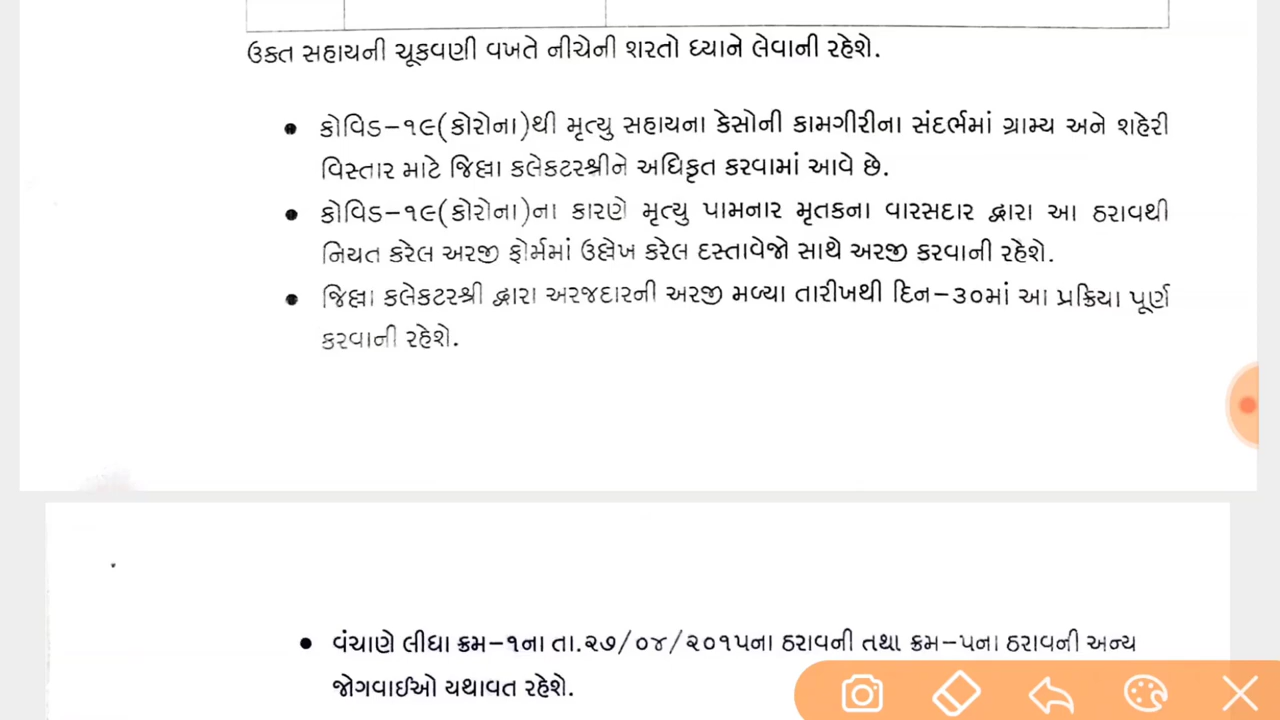 ઉક્ત સહાયની ચૂકવણી વખતે નીચેની શરતો ધ્યાને લેવાની રહેશે.
• કોવિડ-૧૯(કોરોના)થી મૃત્યુ સહાયના કેસોની કામગીરીના સંદર્ભમાં ગ્રામ્ય અને શહેરી
વિસ્તાર માટે જિલ્લા કલેકટરશ્રીને અધિકૃત કરવામાં આવે છે.
• કોવિડ-૧૯(કોરોના)ના કારણે મૃત્યુ પામનાર મૃતકના વારસદાર દ્વારા આ ઠરાવથી
નિયત કરેલ અરજી ફોર્મમાં ઉલ્લેખ કરેલ દસ્તાવેજો સાથે અરજી કરવાની રહેશે.
• જિલ્લા કલેકટરશ્રી દ્વારા અરજદારની અરજી મળ્યા તારીખથી દિન-૩૦માં આ પ્રક્રિયા પૂર્ણ
કરવાની રહેશે.
• વંચાણે લીધા ક્રમ-૧ના તા.૨૭/૦૪/૨૦૧૫ના ઠરાવની તથા ક્રમ-૫ના ઠરાવની અન્ય
જોગવાઈઓ યથાવત રહેશે.